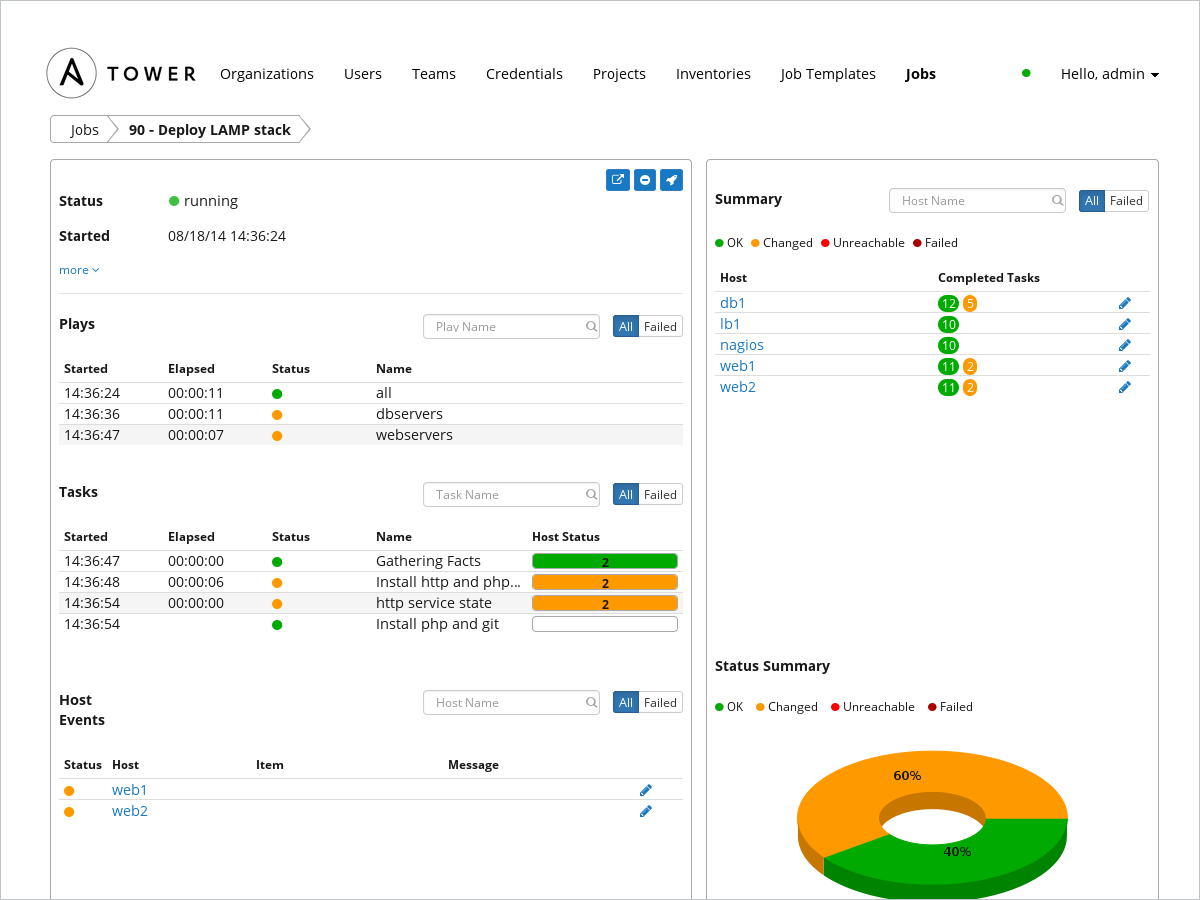 TOWER Organizations Users Teams Credentials Projects Inventories Job Templates Jobs Hello, admin
Jobs 90 - Deploy LAMP stack
Status running
Started 08/18/14 14:36:24
more
Plays Play Name All Failed
Started Elapsed Status Name
14:36:24 00:00:11 all
14:36:36 00:00:11 dbservers
14:36:47 00:00:07 webservers
Tasks Task Name All Failed
Started Elapsed Status Name Host Status
14:36:47 00:00:00 Gathering Facts 2
14:36:48 00:00:06 Install http and php... 2
14:36:54 00:00:00 http service state 2
14:36:54 Install php and git
Host Events Host Name All Failed
Status Host Item Message
web1
web2
Summary Host Name All Failed
OK Changed Unreachable Failed
Host Completed Tasks
db1 12 5
lb1 10
nagios 10
web1 11 2
web2 11 2
Status Summary
OK Changed Unreachable Failed
60%
40%